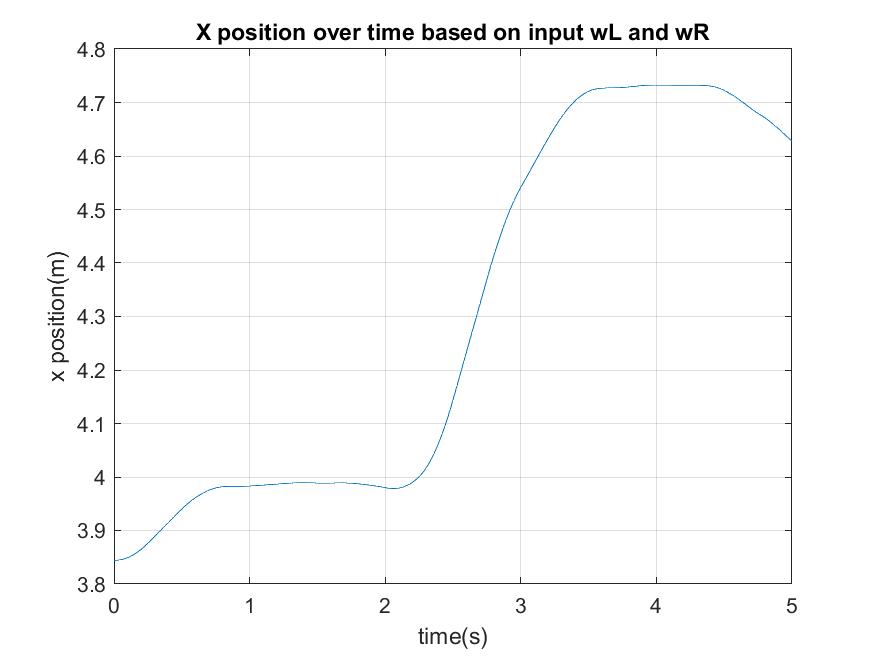 X position over time based on input wL and wR
4.8
4.7
4.6
4.5
4.4
4.3
4.2
4.1
4
3.9
3.8
x position(m)
0 1 2 3 4 5
time(s)